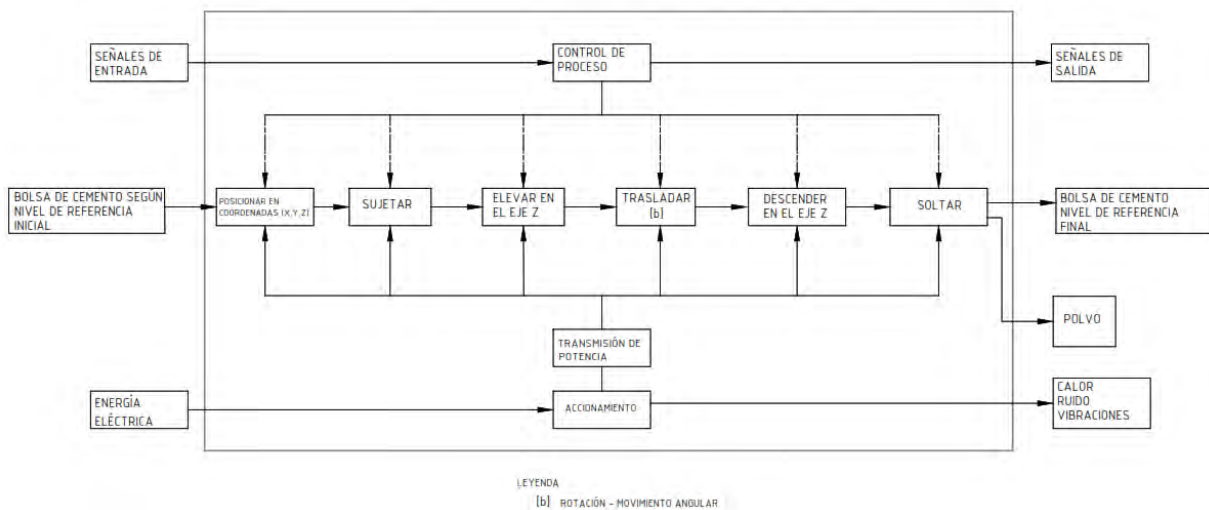 SEÑALES DE
ENTRADA
CONTROL DE
PROCESO
SEÑALES DE
SALIDA
BOLSA DE CEMENTO SEGÚN
NIVEL DE REFERENCIA
INICIAL
POSICIONAR EN
COORDENADAS (X,Y,Z)
SUJETAR
ELEVAR EN
EL EJE Z
TRASLADAR
(b)
DESCENDER
EN EL EJE Z
SOLTAR
BOLSA DE CEMENTO
NIVEL DE REFERENCIA
FINAL
POLVO
TRANSMISIÓN DE
POTENCIA
ENERGÍA
ELÉCTRICA
ACCIONAMIENTO
CALOR
RUIDO
VIBRACIONES
LEYENDA
(b) ROTACIÓN - MOVIMIENTO ANGULAR